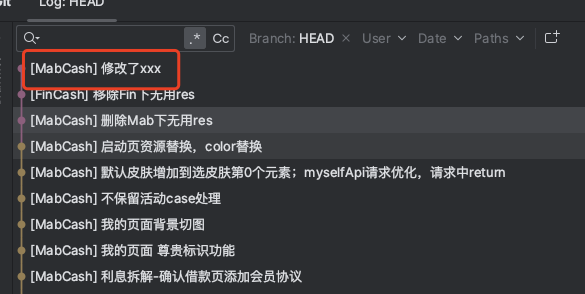 Git Log: HEAD
.* Cc Branch: HEAD × User Date Paths
[MabCash] 修改了xxx
[FinCash] 移除Fin下无用res
[MabCash] 删除Mab下无用res
[MabCash] 启动页资源替换，color替换
[MabCash] 默认皮肤增加到选皮肤第0个元素；myselfApi请求优化，请求中return
[MabCash] 不保留活动case处理
[MabCash] 我的页面背景切图
[MabCash] 我的页面 尊贵标识功能
[MabCash] 利息拆解-确认借款页添加会员协议